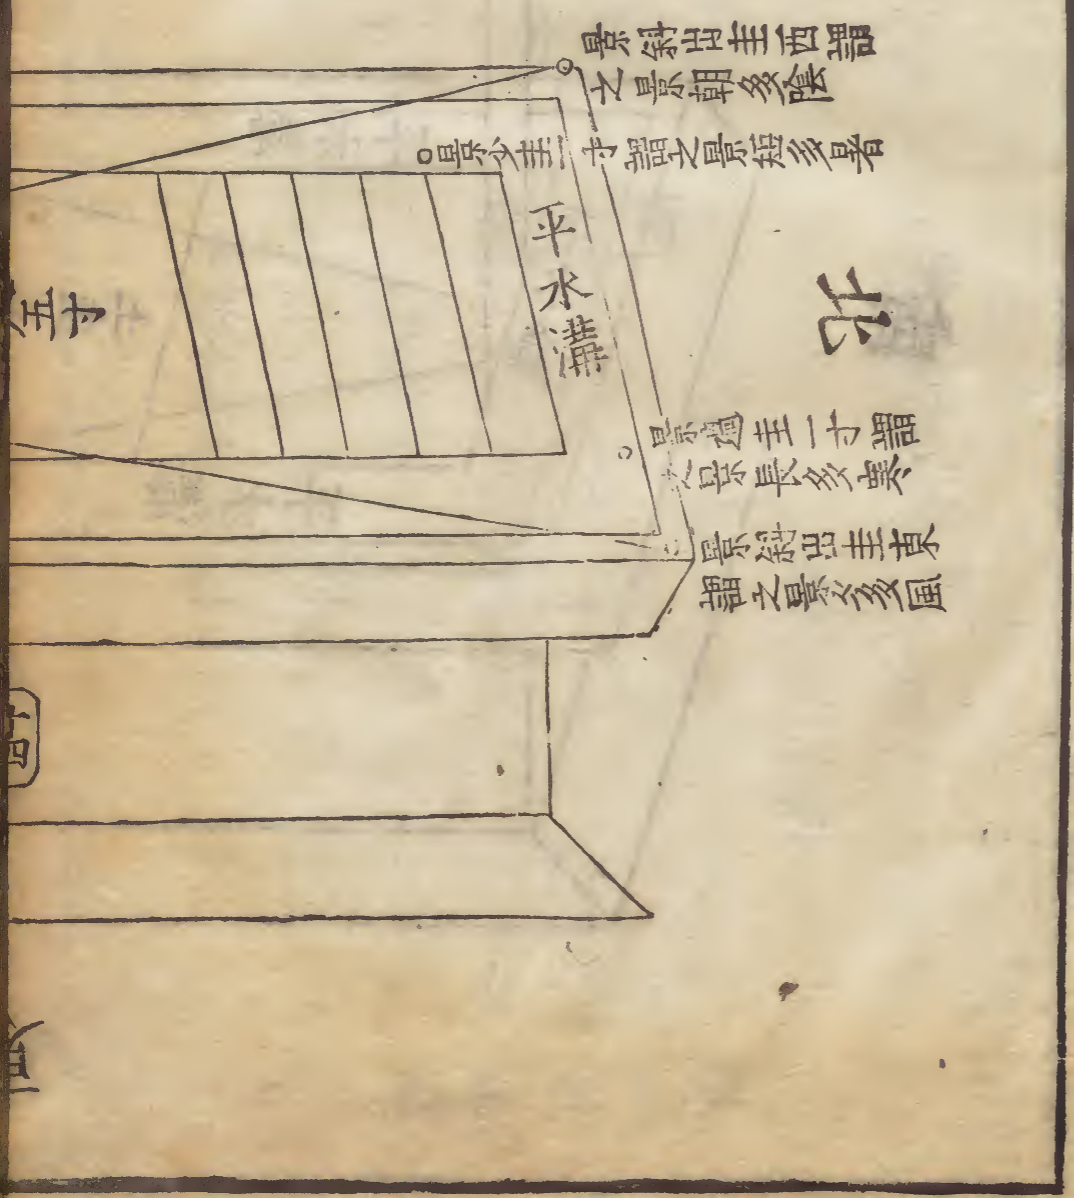 景斜出圭西謂
之景朝多陰
景少圭一寸謂之景短多暑
平水溝
北
五寸
景過圭一寸謂
之景長多寒
景斜出圭東
謂之景夕多風